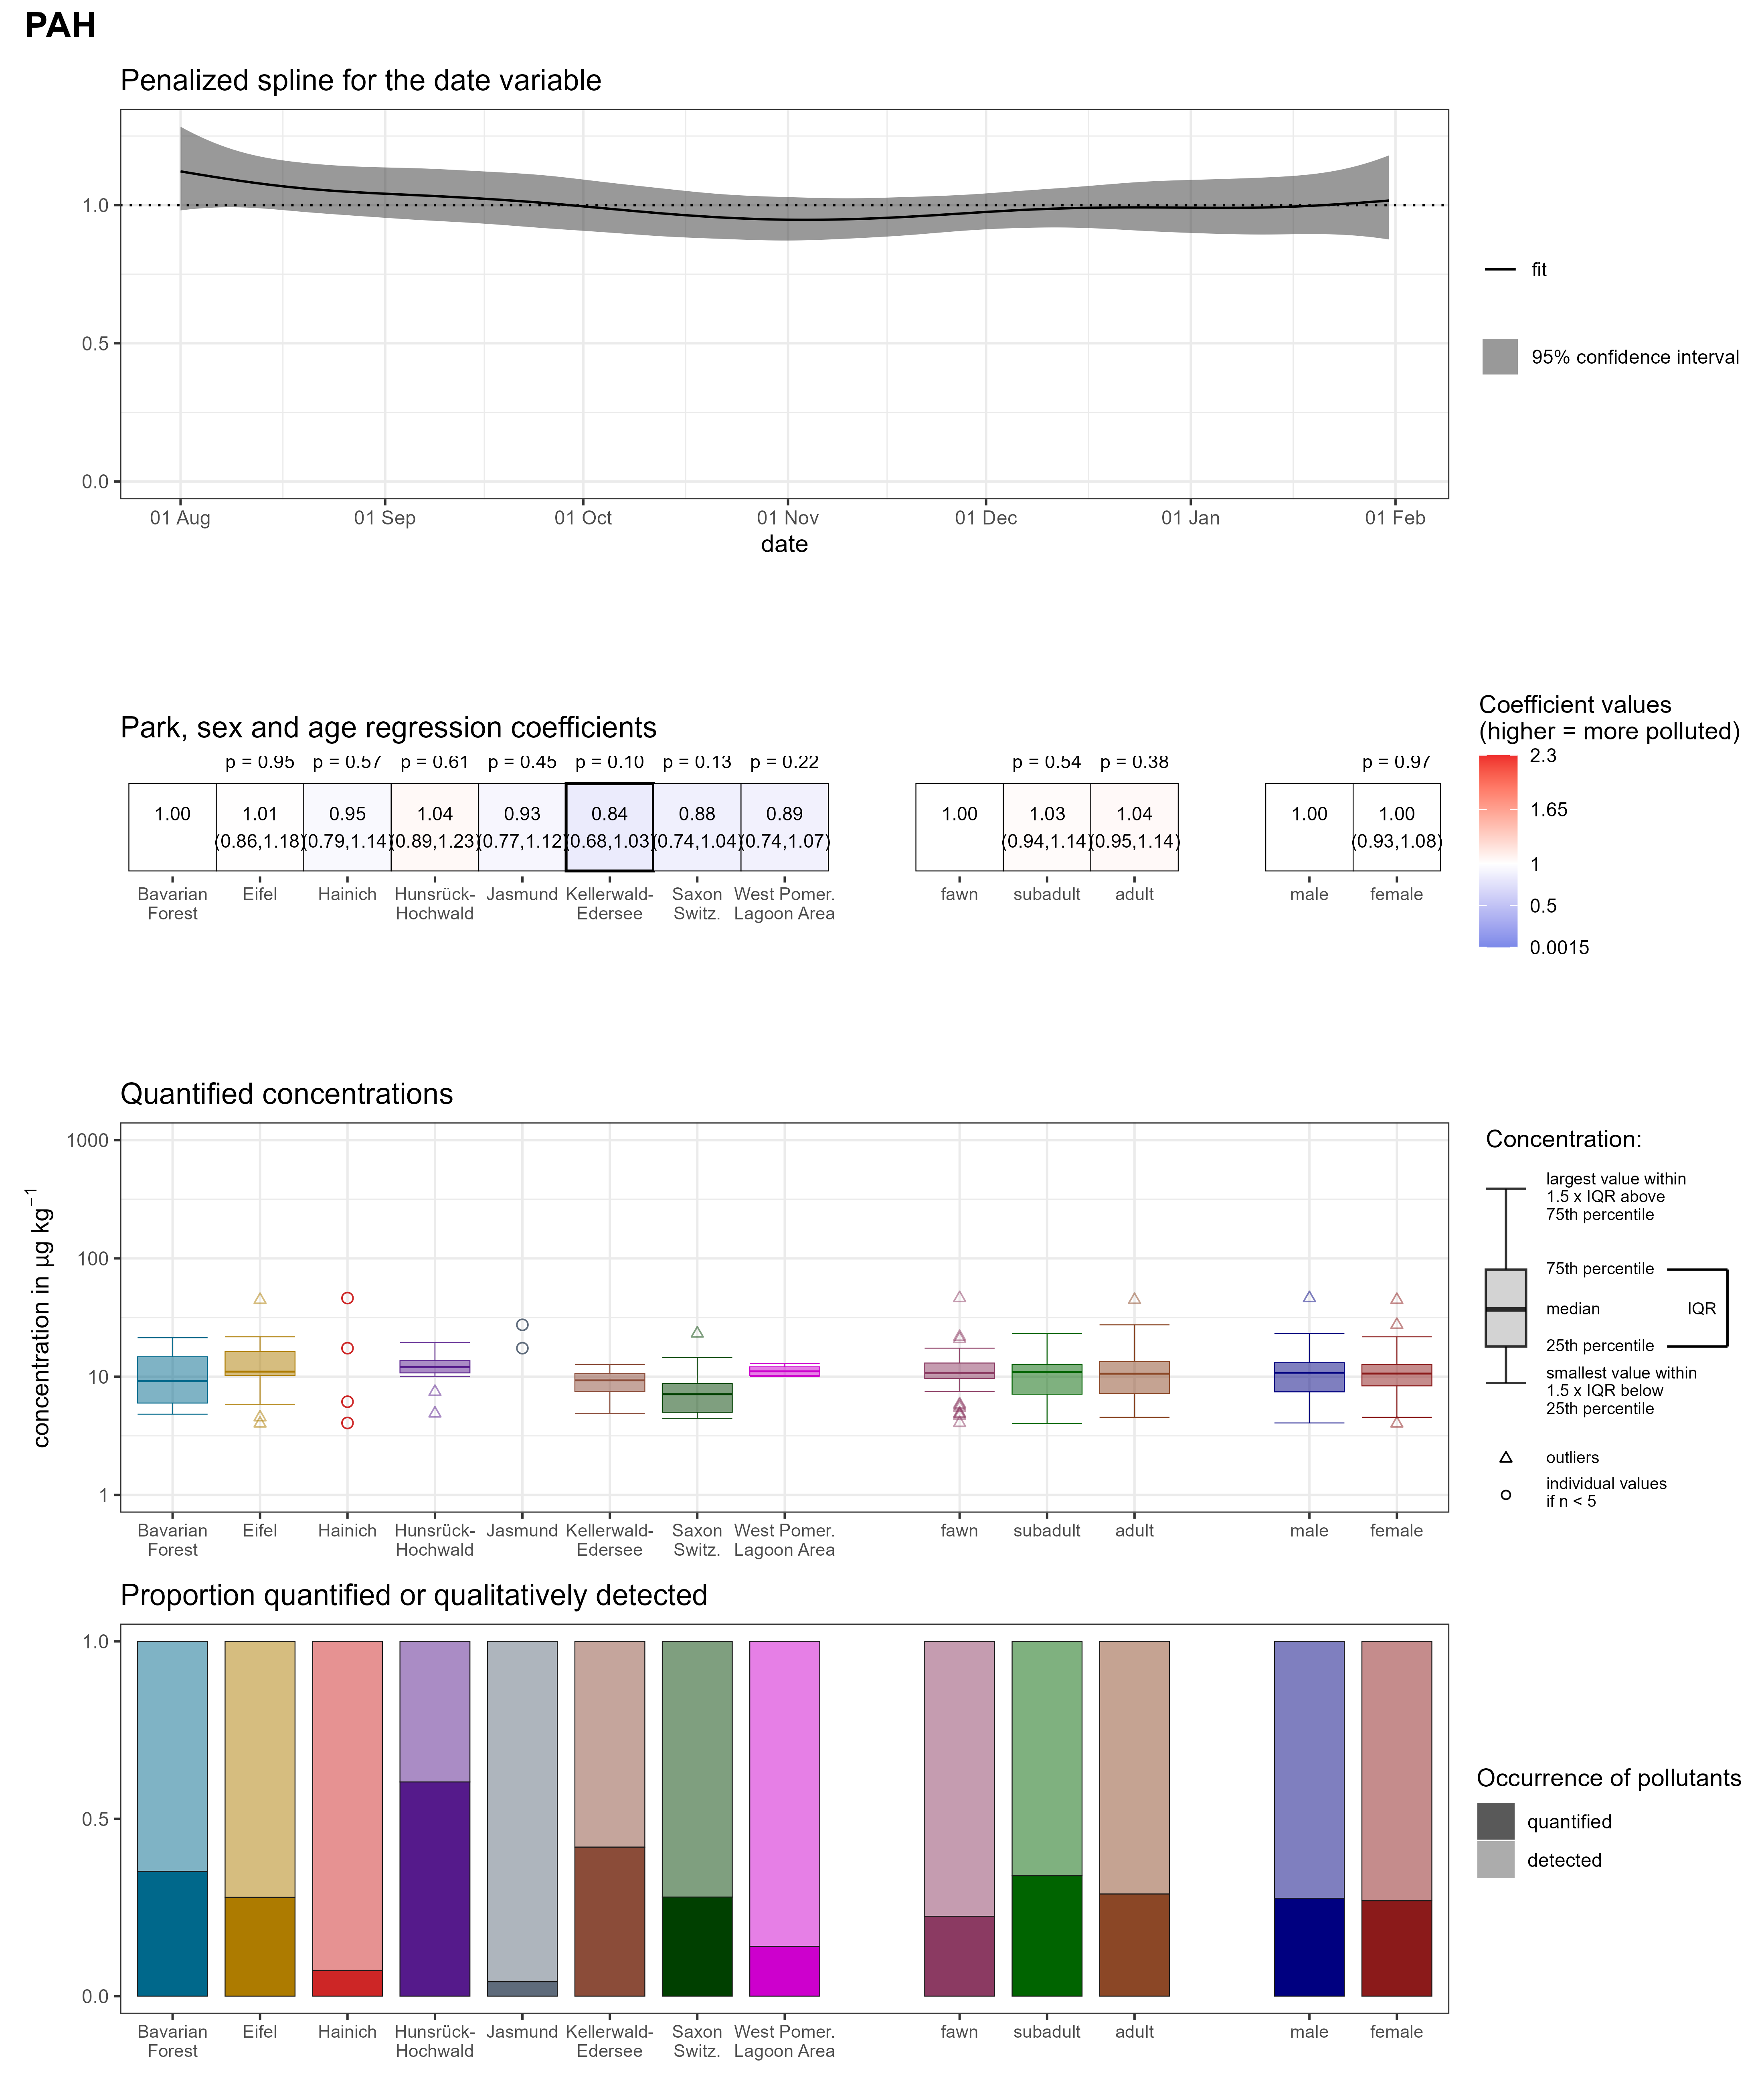 PAH
Penalized spline for the date variable
1.0
0.5
0.0
01 Aug 01 Sep 01 Oct 01 Nov 01 Dec 01 Jan 01 Feb
date
fit
95% confidence interval
Park, sex and age regression coefficients
p = 0.95 p = 0.57 p = 0.61 p = 0.45 p = 0.10 p = 0.13 p = 0.22 p = 0.54 p = 0.38 p = 0.97
1.00 1.01 0.95 1.04 0.93 0.84 0.88 0.89 1.00 1.03 1.04 1.00 1.00
(0.86,1.18) (0.79,1.14) (0.89,1.23) (0.77,1.12) (0.68,1.03) (0.74,1.04) (0.74,1.07) (0.94,1.14) (0.95,1.14) (0.93,1.08)
Bavarian Eifel Hainich Hunsrück- Jasmund Kellerwald- Saxon West Pomer. fawn subadult adult male female
Forest Hochwald Edersee Switz. Lagoon Area
Coefficient values
(higher = more polluted)
2.3
1.65
1
0.5
0.0015
Quantified concentrations
concentration in µg kg⁻¹
1000
100
10
1
Bavarian Eifel Hainich Hunsrück- Jasmund Kellerwald- Saxon West Pomer. fawn subadult adult male female
Forest Hochwald Edersee Switz. Lagoon Area
Concentration:
largest value within
1.5 x IQR above
75th percentile
75th percentile
median IQR
25th percentile
smallest value within
1.5 x IQR below
25th percentile
outliers
individual values
if n < 5
Proportion quantified or qualitatively detected
1.0
0.5
0.0
Bavarian Eifel Hainich Hunsrück- Jasmund Kellerwald- Saxon West Pomer. fawn subadult adult male female
Forest Hochwald Edersee Switz. Lagoon Area
Occurrence of pollutants
quantified
detected